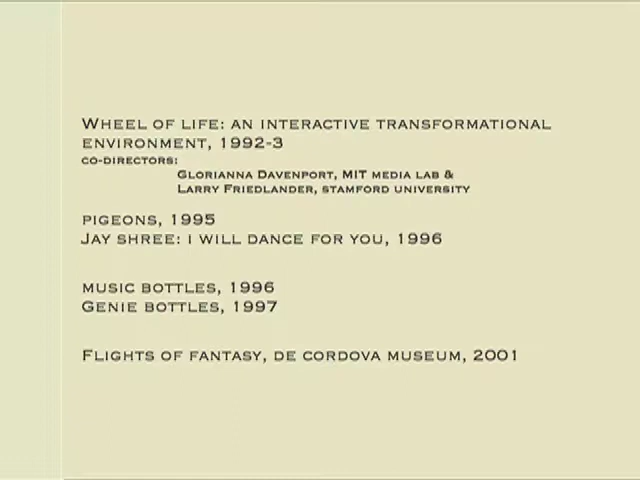 Wheel of life: an interactive transformational
environment, 1992-3
co-directors:
Glorianna Davenport, MIT media lab &
Larry Friedlander, stamford university
pigeons, 1995
Jay shree: i will dance for you, 1996
music bottles, 1996
Genie bottles, 1997
Flights of fantasy, de cordova museum, 2001